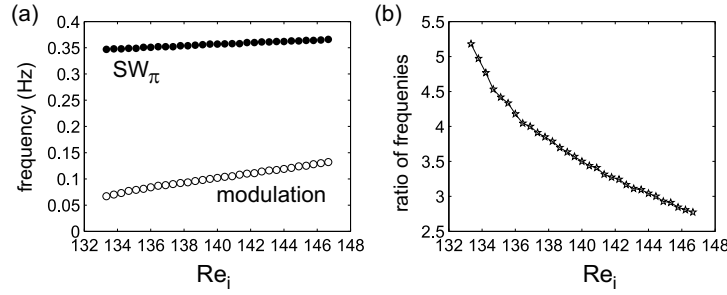 (a)
0.4
0.35
0.3
0.25
0.2
0.15
0.1
0.05
0
frequency (Hz)
SWπ
modulation
132 134 136 138 140 142 144 146 148
Rei
(b)
5.5
5
4.5
4
3.5
3
2.5
ratio of frequenies
132 134 136 138 140 142 144 146 148
Rei